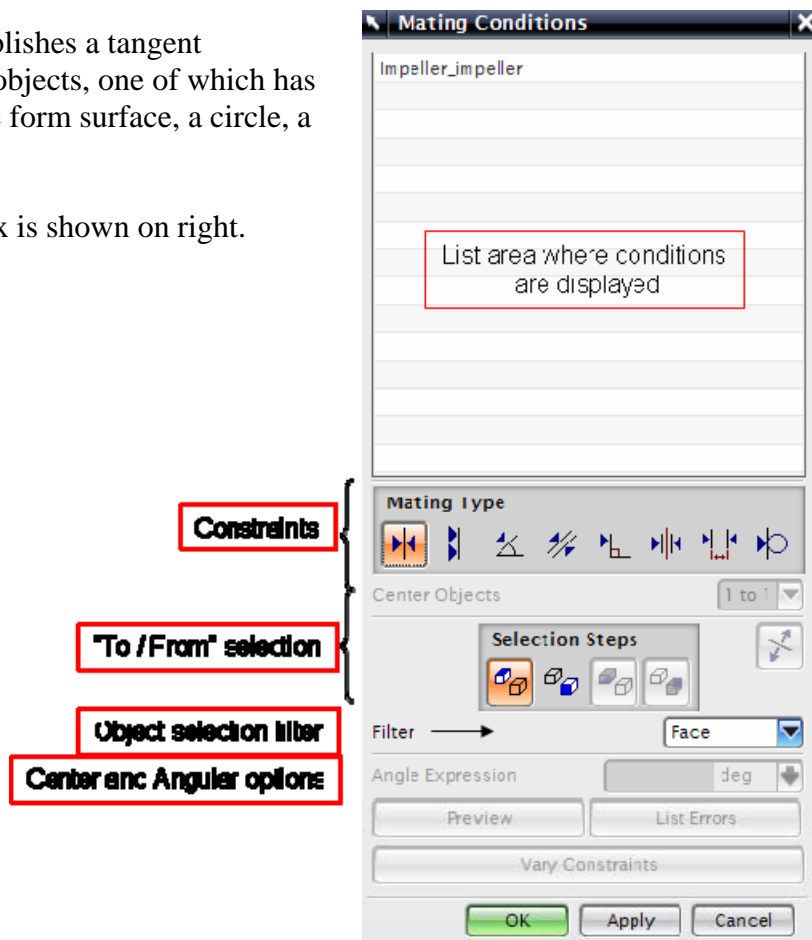 plishes a tangent
objects, one of which has
form surface, a circle, a
is shown on right.
Mating Conditions
Impeller_impeller
List area where conditions
are displayed
Constraints
Mating Type
Center Objects
1 to 1
"To / From" selection
Selection Steps
Object selection filter
Filter
Face
Center and Angular options
Angle Expression
deg
Preview
List Errors
Vary Constraints
OK
Apply
Cancel